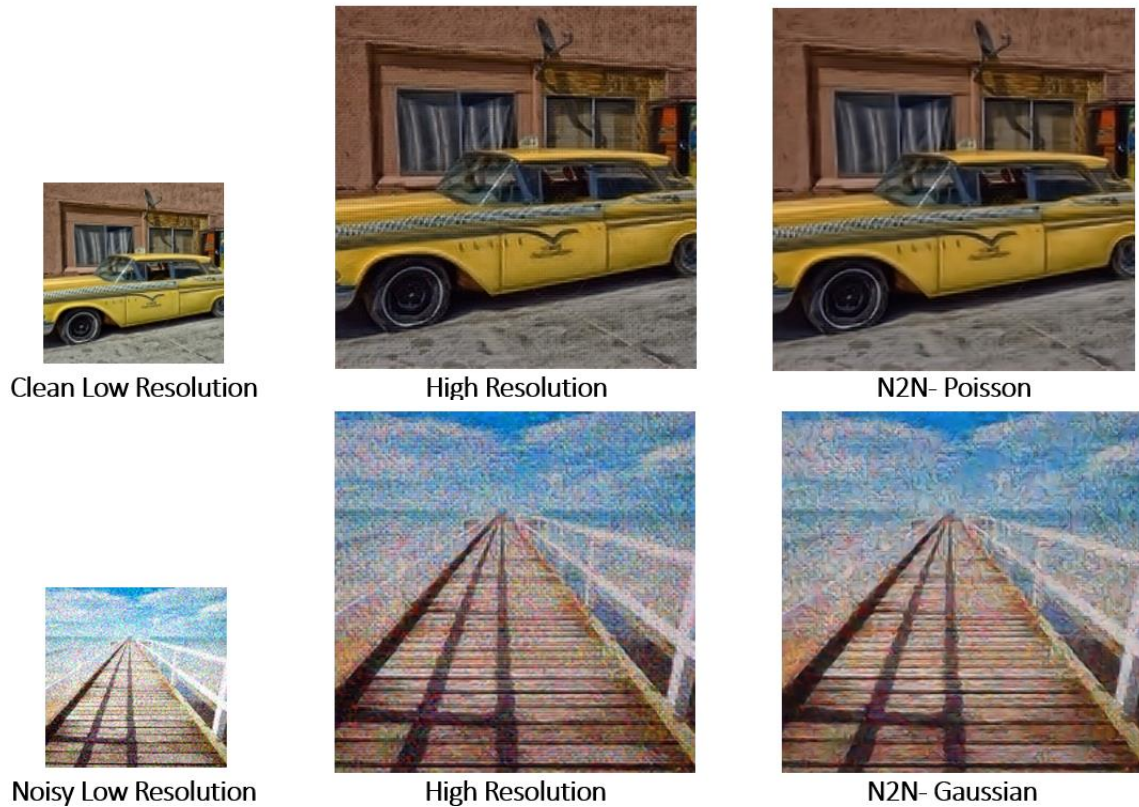 Clean Low Resolution
High Resolution
N2N- Poisson
Noisy Low Resolution
High Resolution
N2N- Gaussian